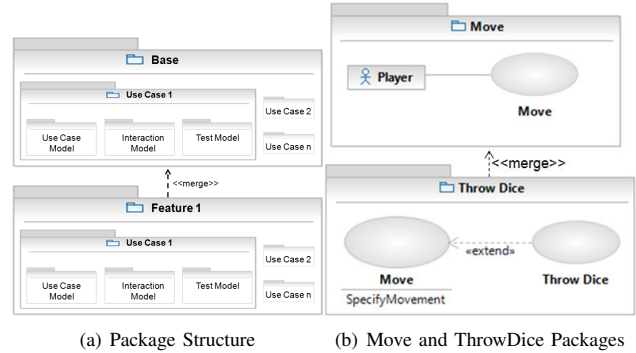 Base
Use Case 1
Use Case
Model
Interaction
Model
Test Model
Use Case 2
Use Case n
<<merge>>
Feature 1
Use Case 1
Use Case
Model
Interaction
Model
Test Model
Use Case 2
Use Case n
(a) Package Structure
Move
Player
Move
<<merge>>
Throw Dice
Move
SpecifyMovement
«extend»
Throw Dice
(b) Move and ThrowDice Packages